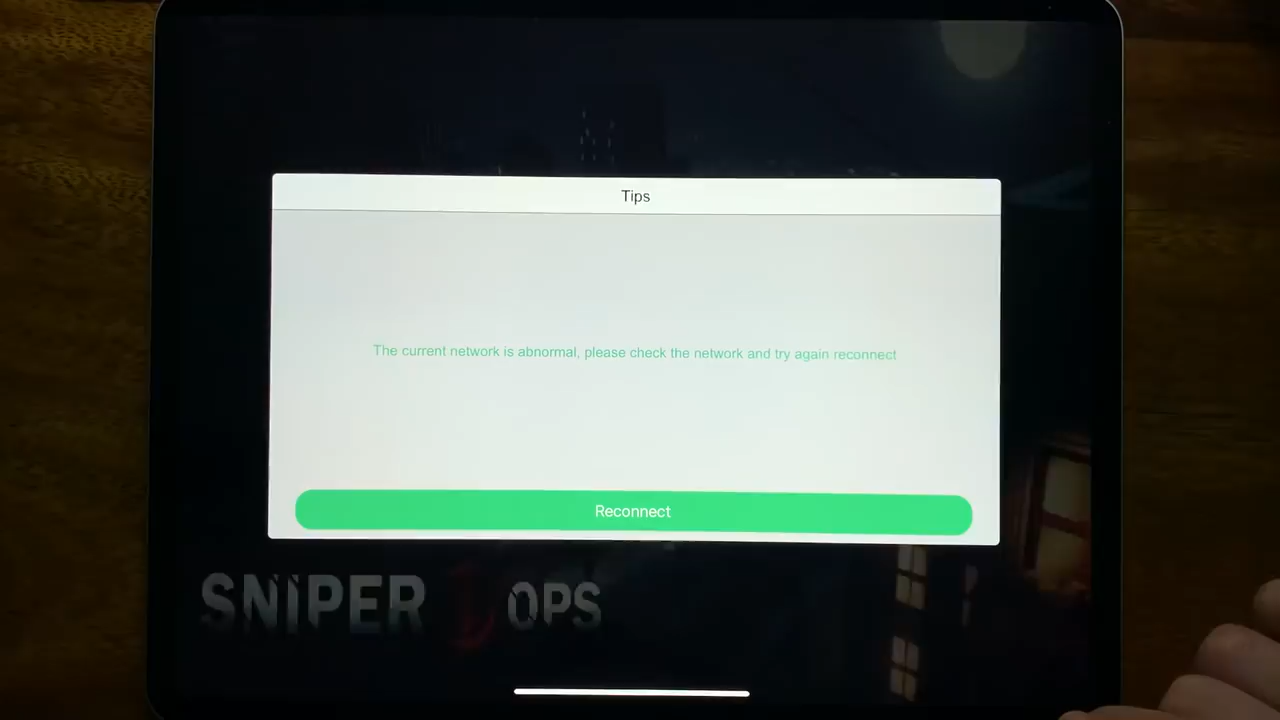 Tips
The current network is abnormal, please check the network and try again reconnect
Reconnect
SNIPER OPS